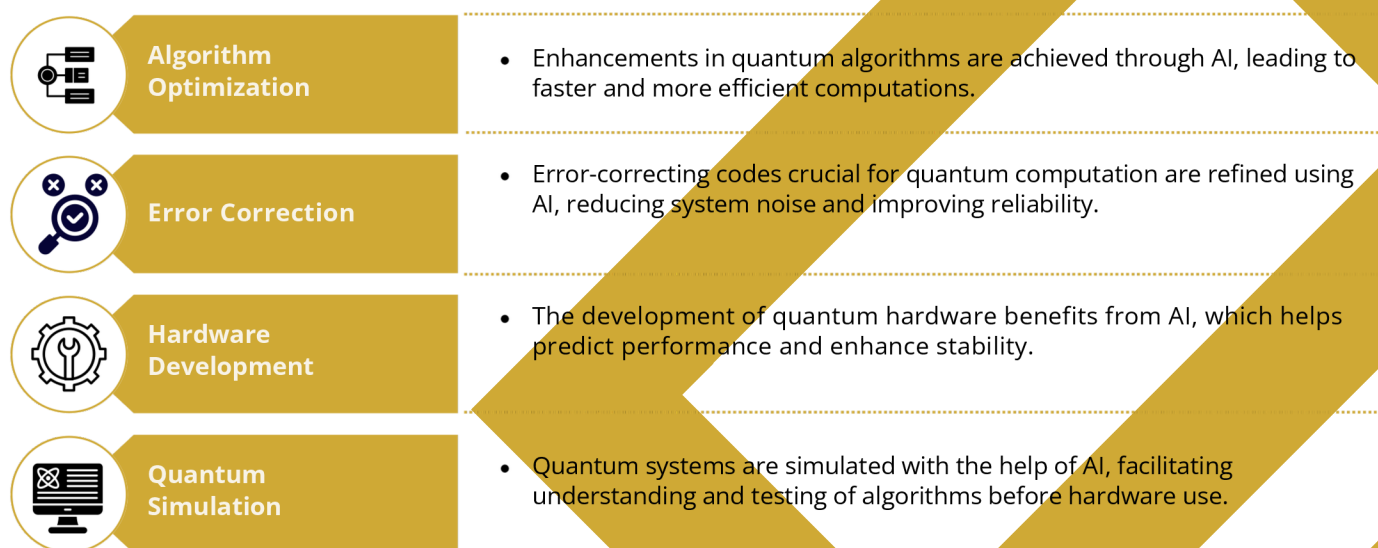 Algorithm
Optimization
• Enhancements in quantum algorithms are achieved through AI, leading to
faster and more efficient computations.
Error Correction
• Error-correcting codes crucial for quantum computation are refined using
AI, reducing system noise and improving reliability.
Hardware
Development
• The development of quantum hardware benefits from AI, which helps
predict performance and enhance stability.
Quantum
Simulation
• Quantum systems are simulated with the help of AI, facilitating
understanding and testing of algorithms before hardware use.